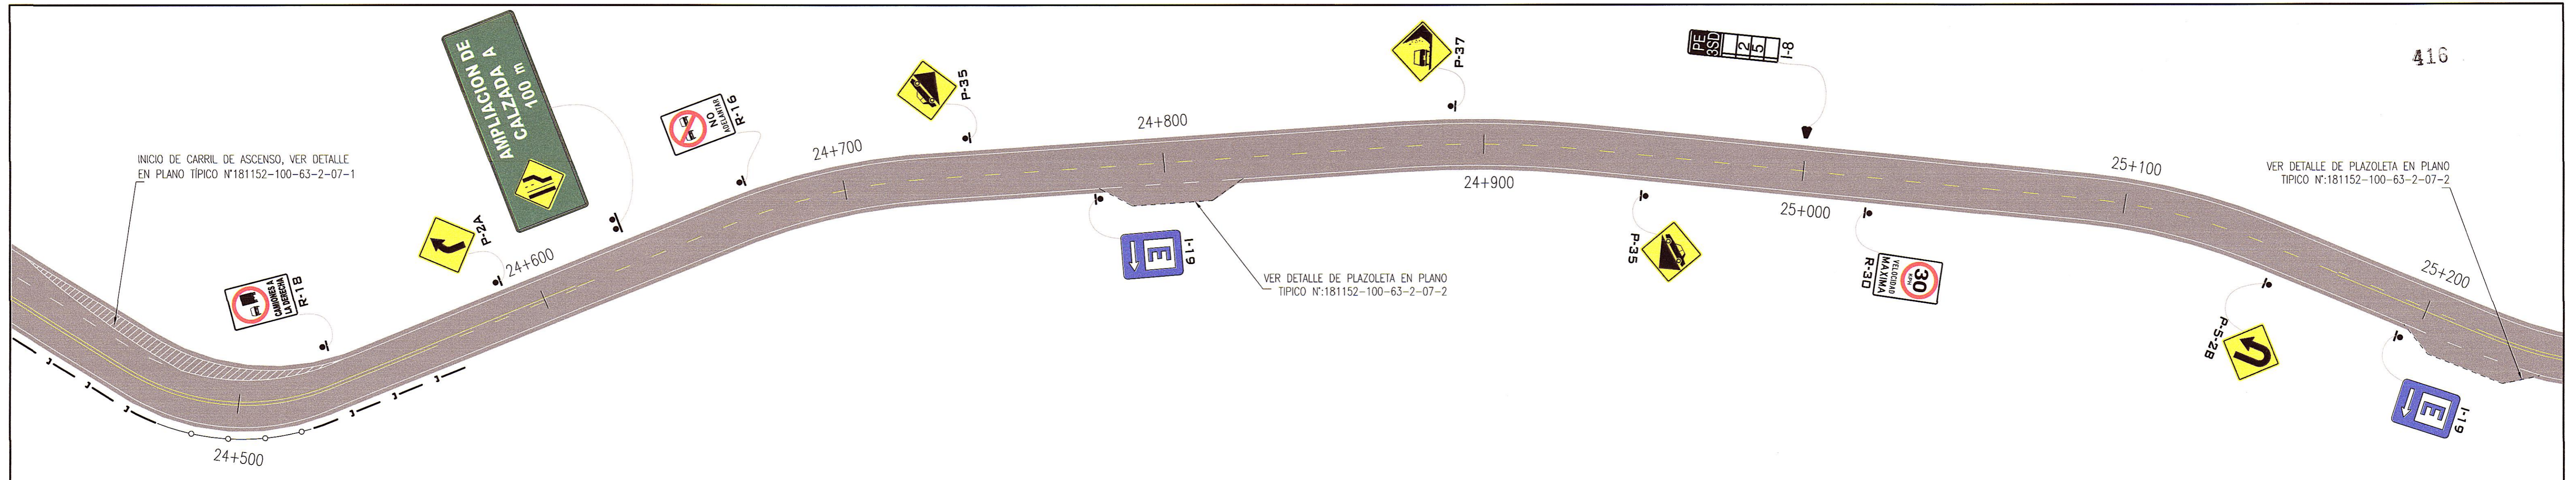 416
INICIO DE CARRIL DE ASCENSO, VER DETALLE
EN PLANO TÍPICO N°181152-100-63-2-07-1
CAMIONES A
LA DERECHA
R-18
24+500
P-2A
24+600
AMPLIACION DE
CALZADA A
100 m
NO
ADELANTAR
R-16
24+700
P-35
24+800
E
I-19
VER DETALLE DE PLAZOLETA EN PLANO
TIPICO N°:181152-100-63-2-07-2
P-37
24+900
P-35
PE
3SD
2
5
I-8
25+000
VELOCIDAD
MAXIMA
30
KPH
R-30
25+100
P-5-2B
25+200
VER DETALLE DE PLAZOLETA EN PLANO
TIPICO N°:181152-100-63-2-07-2
E
I-19